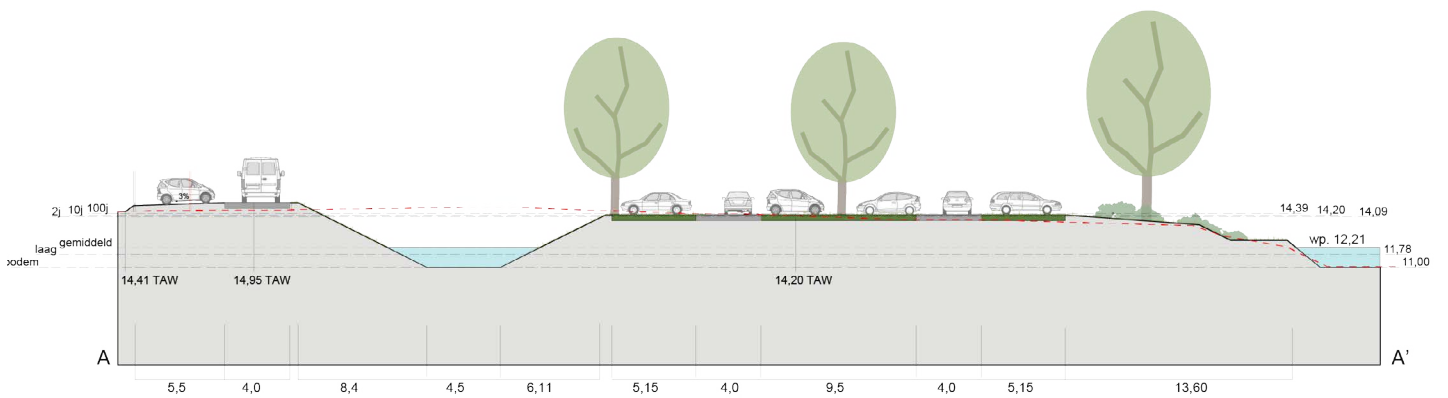 3%
2j 10j 100j
14,39 14,20 14,09
gemiddeld
wp. 12,21
laag
11,78
bodem
11,00
14,41 TAW 14,95 TAW 14,20 TAW
A A'
5,5 4,0 8,4 4,5 6,11 5,15 4,0 9,5 4,0 5,15 13,60